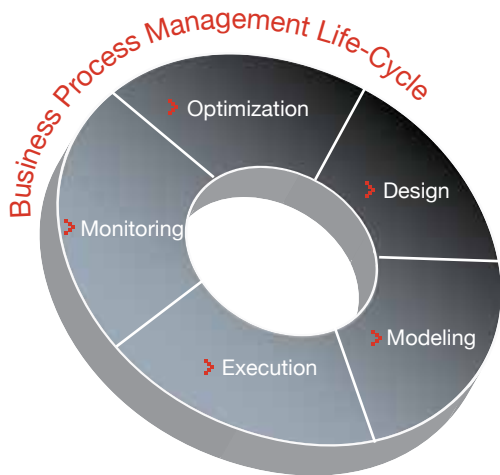 Business Process Management Life-Cycle
Optimization
Design
Monitoring
Modeling
Execution